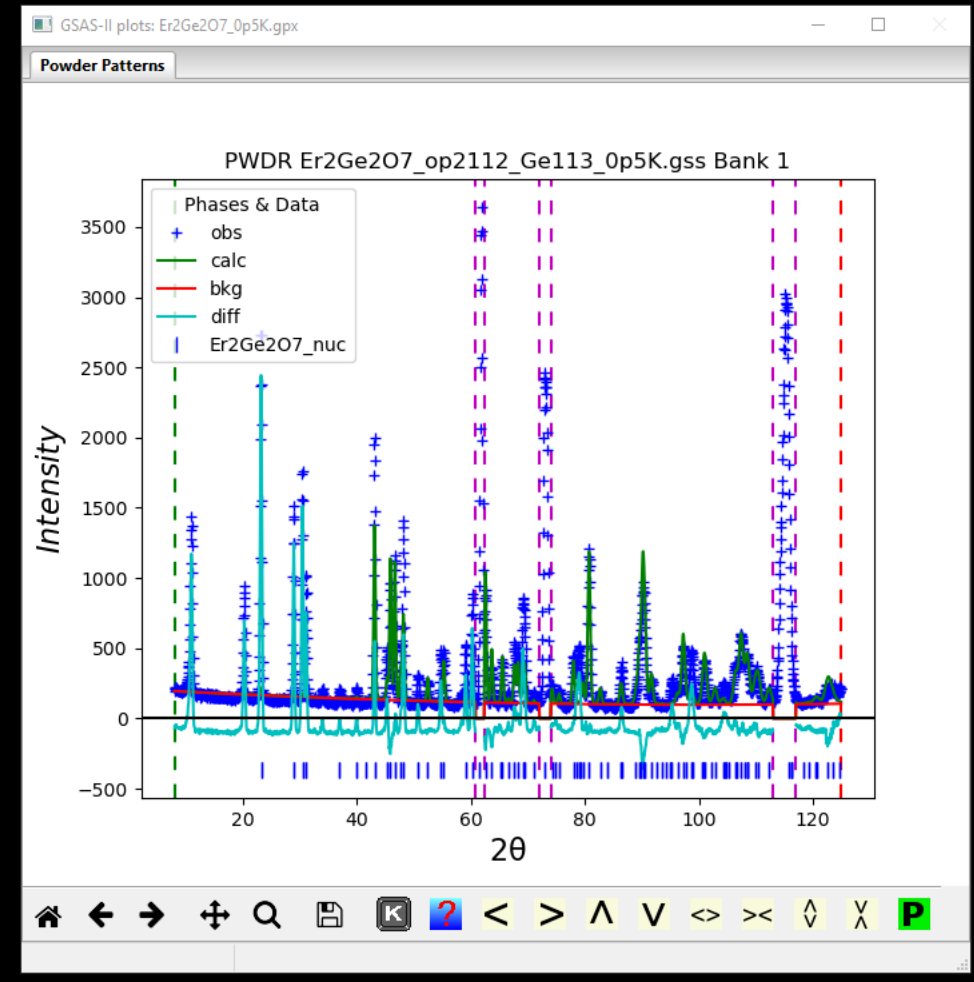 GSAS-II plots: Er2Ge2O7_0p5K.gpx
Powder Patterns
PWDR Er2Ge2O7_op2112_Ge113_0p5K.gss Bank 1
Phases & Data
obs
calc
bkg
diff
Er2Ge2O7_nuc
3500
3000
2500
2000
1500
1000
500
0
−500
Intensity
20 40 60 80 100 120
2θ
K ? < > Λ V <> >< P